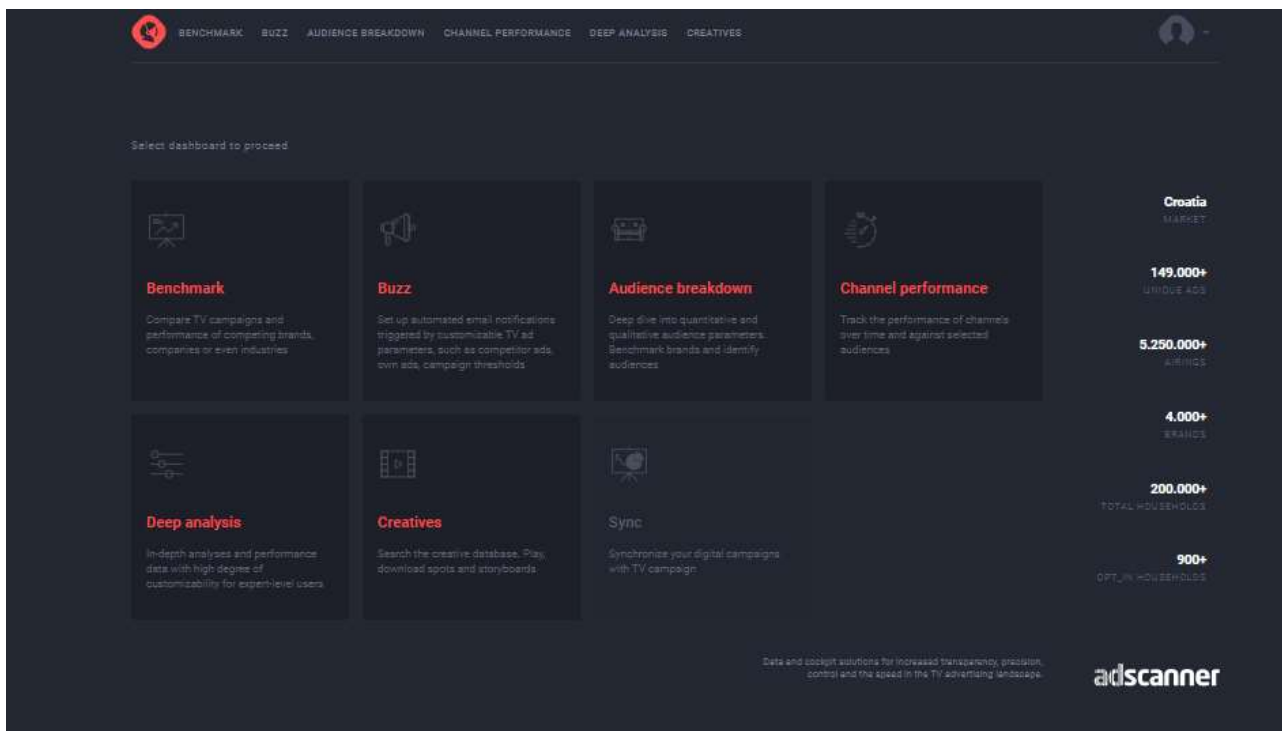 BENCHMARK BUZZ AUDIENCE BREAKDOWN CHANNEL PERFORMANCE DEEP ANALYSIS CREATIVES
Select dashboard to proceed
Benchmark
Compare TV campaigns and
performance of competing brands,
companies or even industries
Buzz
Set up automated email notifications
triggered by customizable TV ad
parameters, such as competitor ads,
own ads, campaign thresholds
Audience breakdown
Deep dive into quantitative and
qualitative audience parameters.
Benchmark brands and identify
audiences
Channel performance
Track the performance of channels
over time and against selected
audiences
Deep analysis
In-depth analyses and performance
data with high degree of
customizability for expert-level users
Creatives
Search the creative database. Play,
download spots and storyboards
Sync
Synchronize your digital campaigns
with TV campaign
Croatia
MARKET
149.000+
UNIQUE ADS
5.250.000+
AIRINGS
4.000+
BRANDS
200.000+
TOTAL HOUSEHOLDS
900+
OPT_IN HOUSEHOLDS
Data and cockpit solutions for increased transparency, precision,
control and the speed in the TV advertising landscape.
adscanner